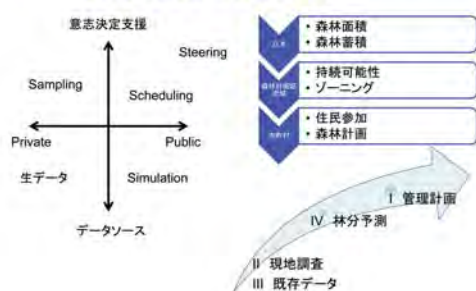 意志決定支援
Steering
Sampling
Scheduling
Private
Public
生データ
Simulation
データソース
・森林面積
・森林蓄積
・持続可能性
・ゾーニング
・住民参加
・森林計画
I 管理計画
IV 林分予測
II 現地調査
III 既存データ